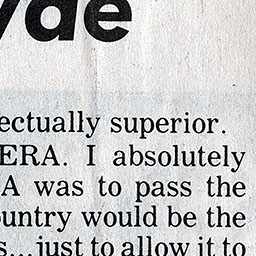 yde
ectually superior.
ERA. I absolutely
A was to pass the
ountry would be the
s...just to allow it to